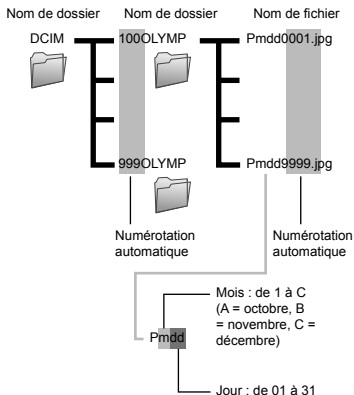 Nom de dossier Nom de dossier Nom de fichier
DCIM 100OLYMP Pmdd0001.jpg
999OLYMP Pmdd9999.jpg
Numérotation
automatique
Numérotation
automatique
Mois : de 1 à C
(A = octobre, B
= novembre, C =
décembre)
Pmdd
Jour : de 01 à 31